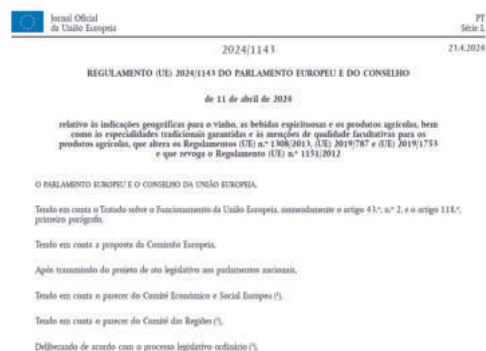 Jornal Oficial
da União Europeia
PT
Série L
2024/1143
23.4.2024
REGULAMENTO (UE) 2024/1143 DO PARLAMENTO EUROPEU E DO CONSELHO
de 11 de abril de 2024
relativo às indicações geográficas para o vinho, as bebidas espirituosas e os produtos agrícolas, bem
como às especialidades tradicionais garantidas e às menções de qualidade facultativas para os
produtos agrícolas, que altera os Regulamentos (UE) n.º 1308/2013, (UE) 2019/787 e (UE) 2019/1753
e que revoga o Regulamento (UE) n.º 1151/2012
O PARLAMENTO EUROPEU E O CONSELHO DA UNIÃO EUROPEIA,
Tendo em conta o Tratado sobre o Funcionamento da União Europeia, nomeadamente o artigo 43.º, n.º 2, e o artigo 118.º,
primeiro parágrafo,
Tendo em conta a proposta da Comissão Europeia,
Após transmissão do projeto de ato legislativo aos parlamentos nacionais,
Tendo em conta o parecer do Comité Económico e Social Europeu (¹),
Tendo em conta o parecer do Comité das Regiões (²),
Deliberando de acordo com o processo legislativo ordinário (³),